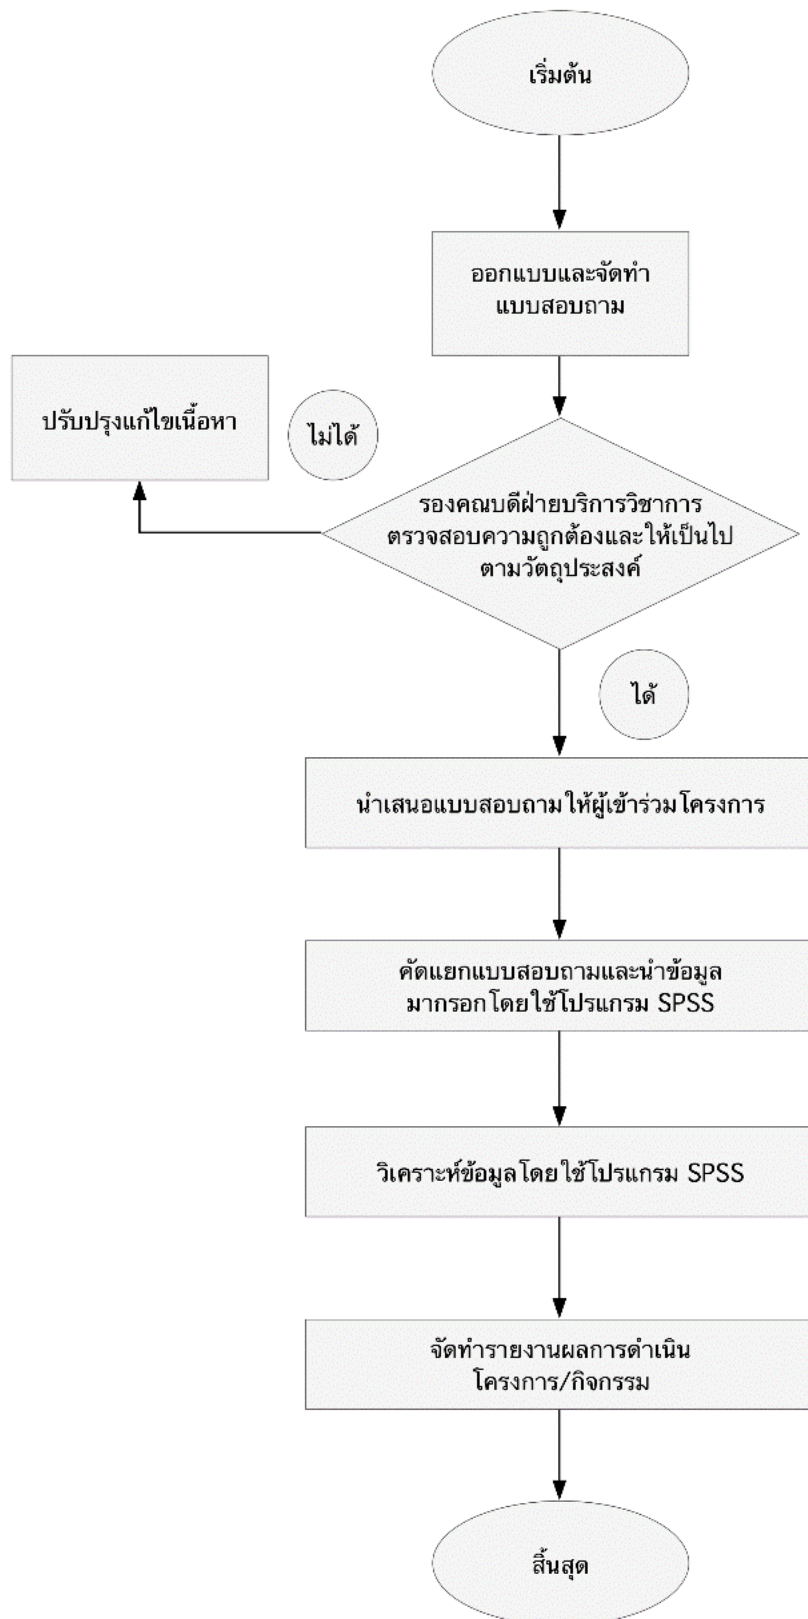 เริ่มต้น
ออกแบบและจัดทำ
แบบสอบถาม
ปรับปรุงแก้ไขเนื้อหา
ไม่ได้
รองคณบดีฝ่ายบริการวิชาการ
ตรวจสอบความถูกต้องและให้เป็นไป
ตามวัตถุประสงค์
ได้
นำเสนอแบบสอบถามให้ผู้เข้าร่วมโครงการ
คัดแยกแบบสอบถามและนำข้อมูล
มากรอกโดยใช้โปรแกรม SPSS
วิเคราะห์ข้อมูลโดยใช้โปรแกรม SPSS
จัดทำรายงานผลการดำเนิน
โครงการ/กิจกรรม
สิ้นสุด